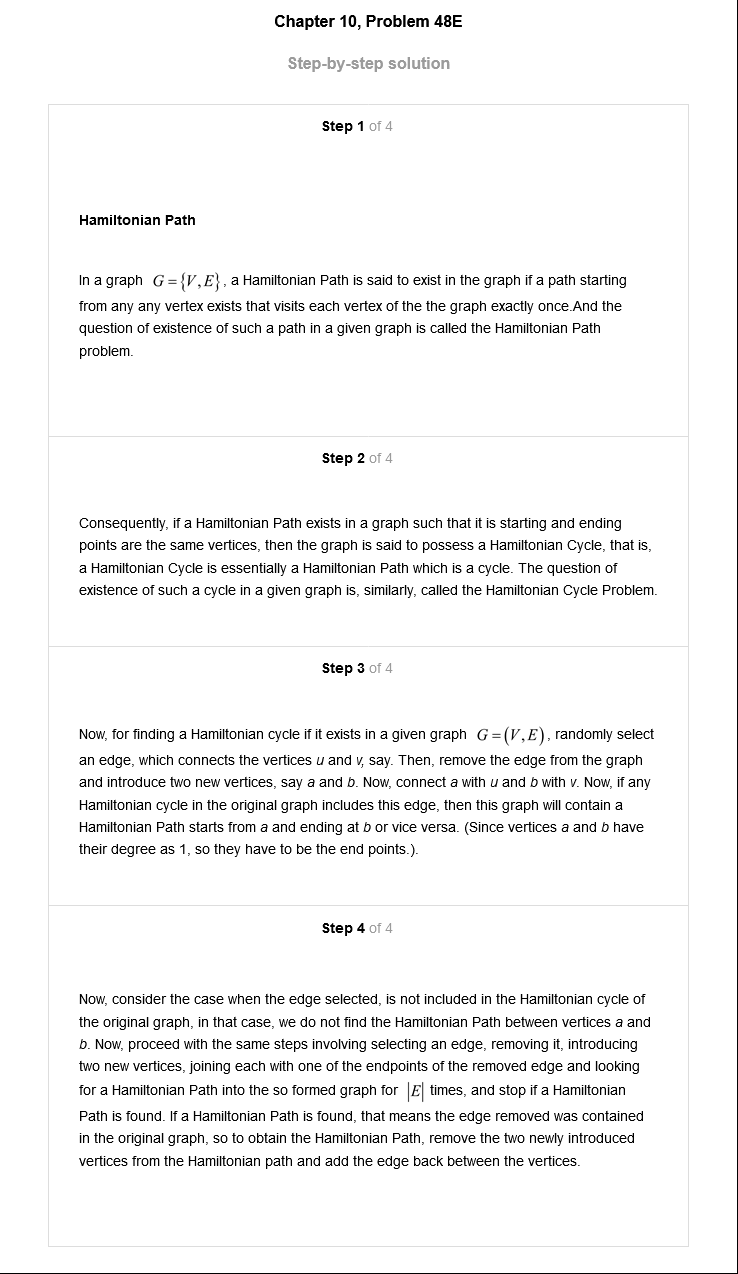 Chapter 10, Problem 48E
Step-by-step solution
Step 1 of 4
Hamiltonian Path
In a graph G={V,E}, a Hamiltonian Path is said to exist in the graph if a path starting
from any any vertex exists that visits each vertex of the the graph exactly once.And the
question of existence of such a path in a given graph is called the Hamiltonian Path
problem.
Step 2 of 4
Consequently, if a Hamiltonian Path exists in a graph such that it is starting and ending
points are the same vertices, then the graph is said to possess a Hamiltonian Cycle, that is,
a Hamiltonian Cycle is essentially a Hamiltonian Path which is a cycle. The question of
existence of such a cycle in a given graph is, similarly, called the Hamiltonian Cycle Problem.
Step 3 of 4
Now, for finding a Hamiltonian cycle if it exists in a given graph G=(V,E), randomly select
an edge, which connects the vertices u and v, say. Then, remove the edge from the graph
and introduce two new vertices, say a and b. Now, connect a with u and b with v. Now, if any
Hamiltonian cycle in the original graph includes this edge, then this graph will contain a
Hamiltonian Path starts from a and ending at b or vice versa. (Since vertices a and b have
their degree as 1, so they have to be the end points.).
Step 4 of 4
Now, consider the case when the edge selected, is not included in the Hamiltonian cycle of
the original graph, in that case, we do not find the Hamiltonian Path between vertices a and
b. Now, proceed with the same steps involving selecting an edge, removing it, introducing
two new vertices, joining each with one of the endpoints of the removed edge and looking
for a Hamiltonian Path into the so formed graph for |E| times, and stop if a Hamiltonian
Path is found. If a Hamiltonian Path is found, that means the edge removed was contained
in the original graph, so to obtain the Hamiltonian Path, remove the two newly introduced
vertices from the Hamiltonian path and add the edge back between the vertices.